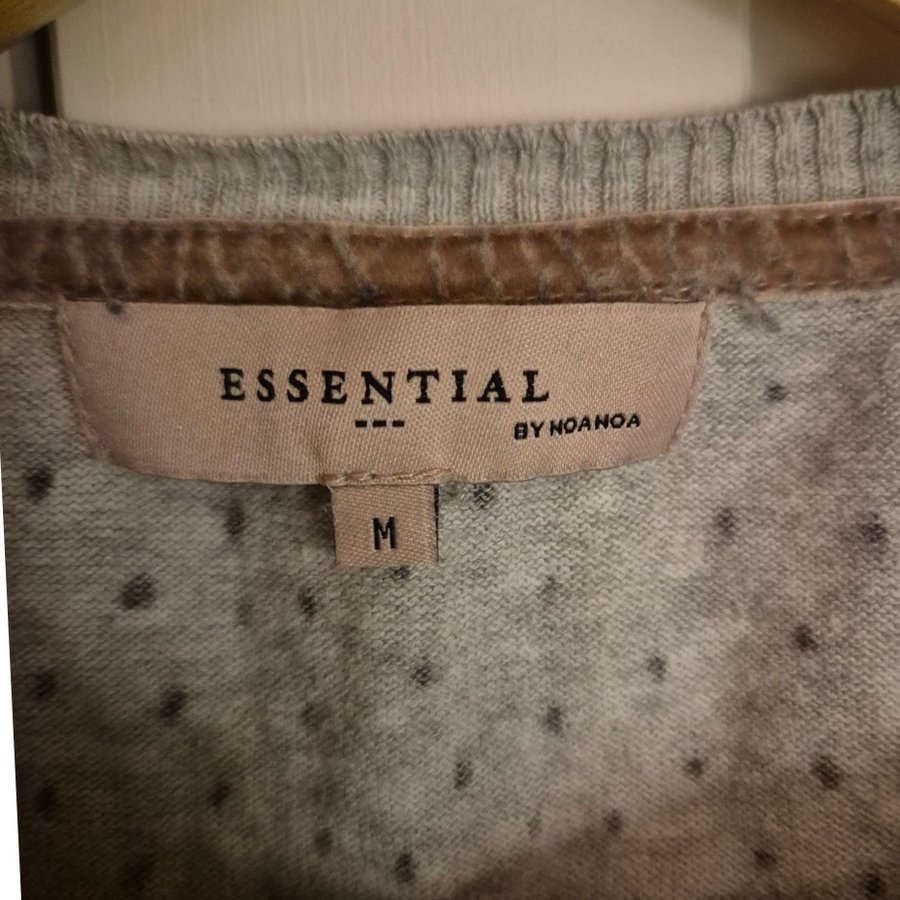 ESSENTIAL
---
BY NOA NOA
M